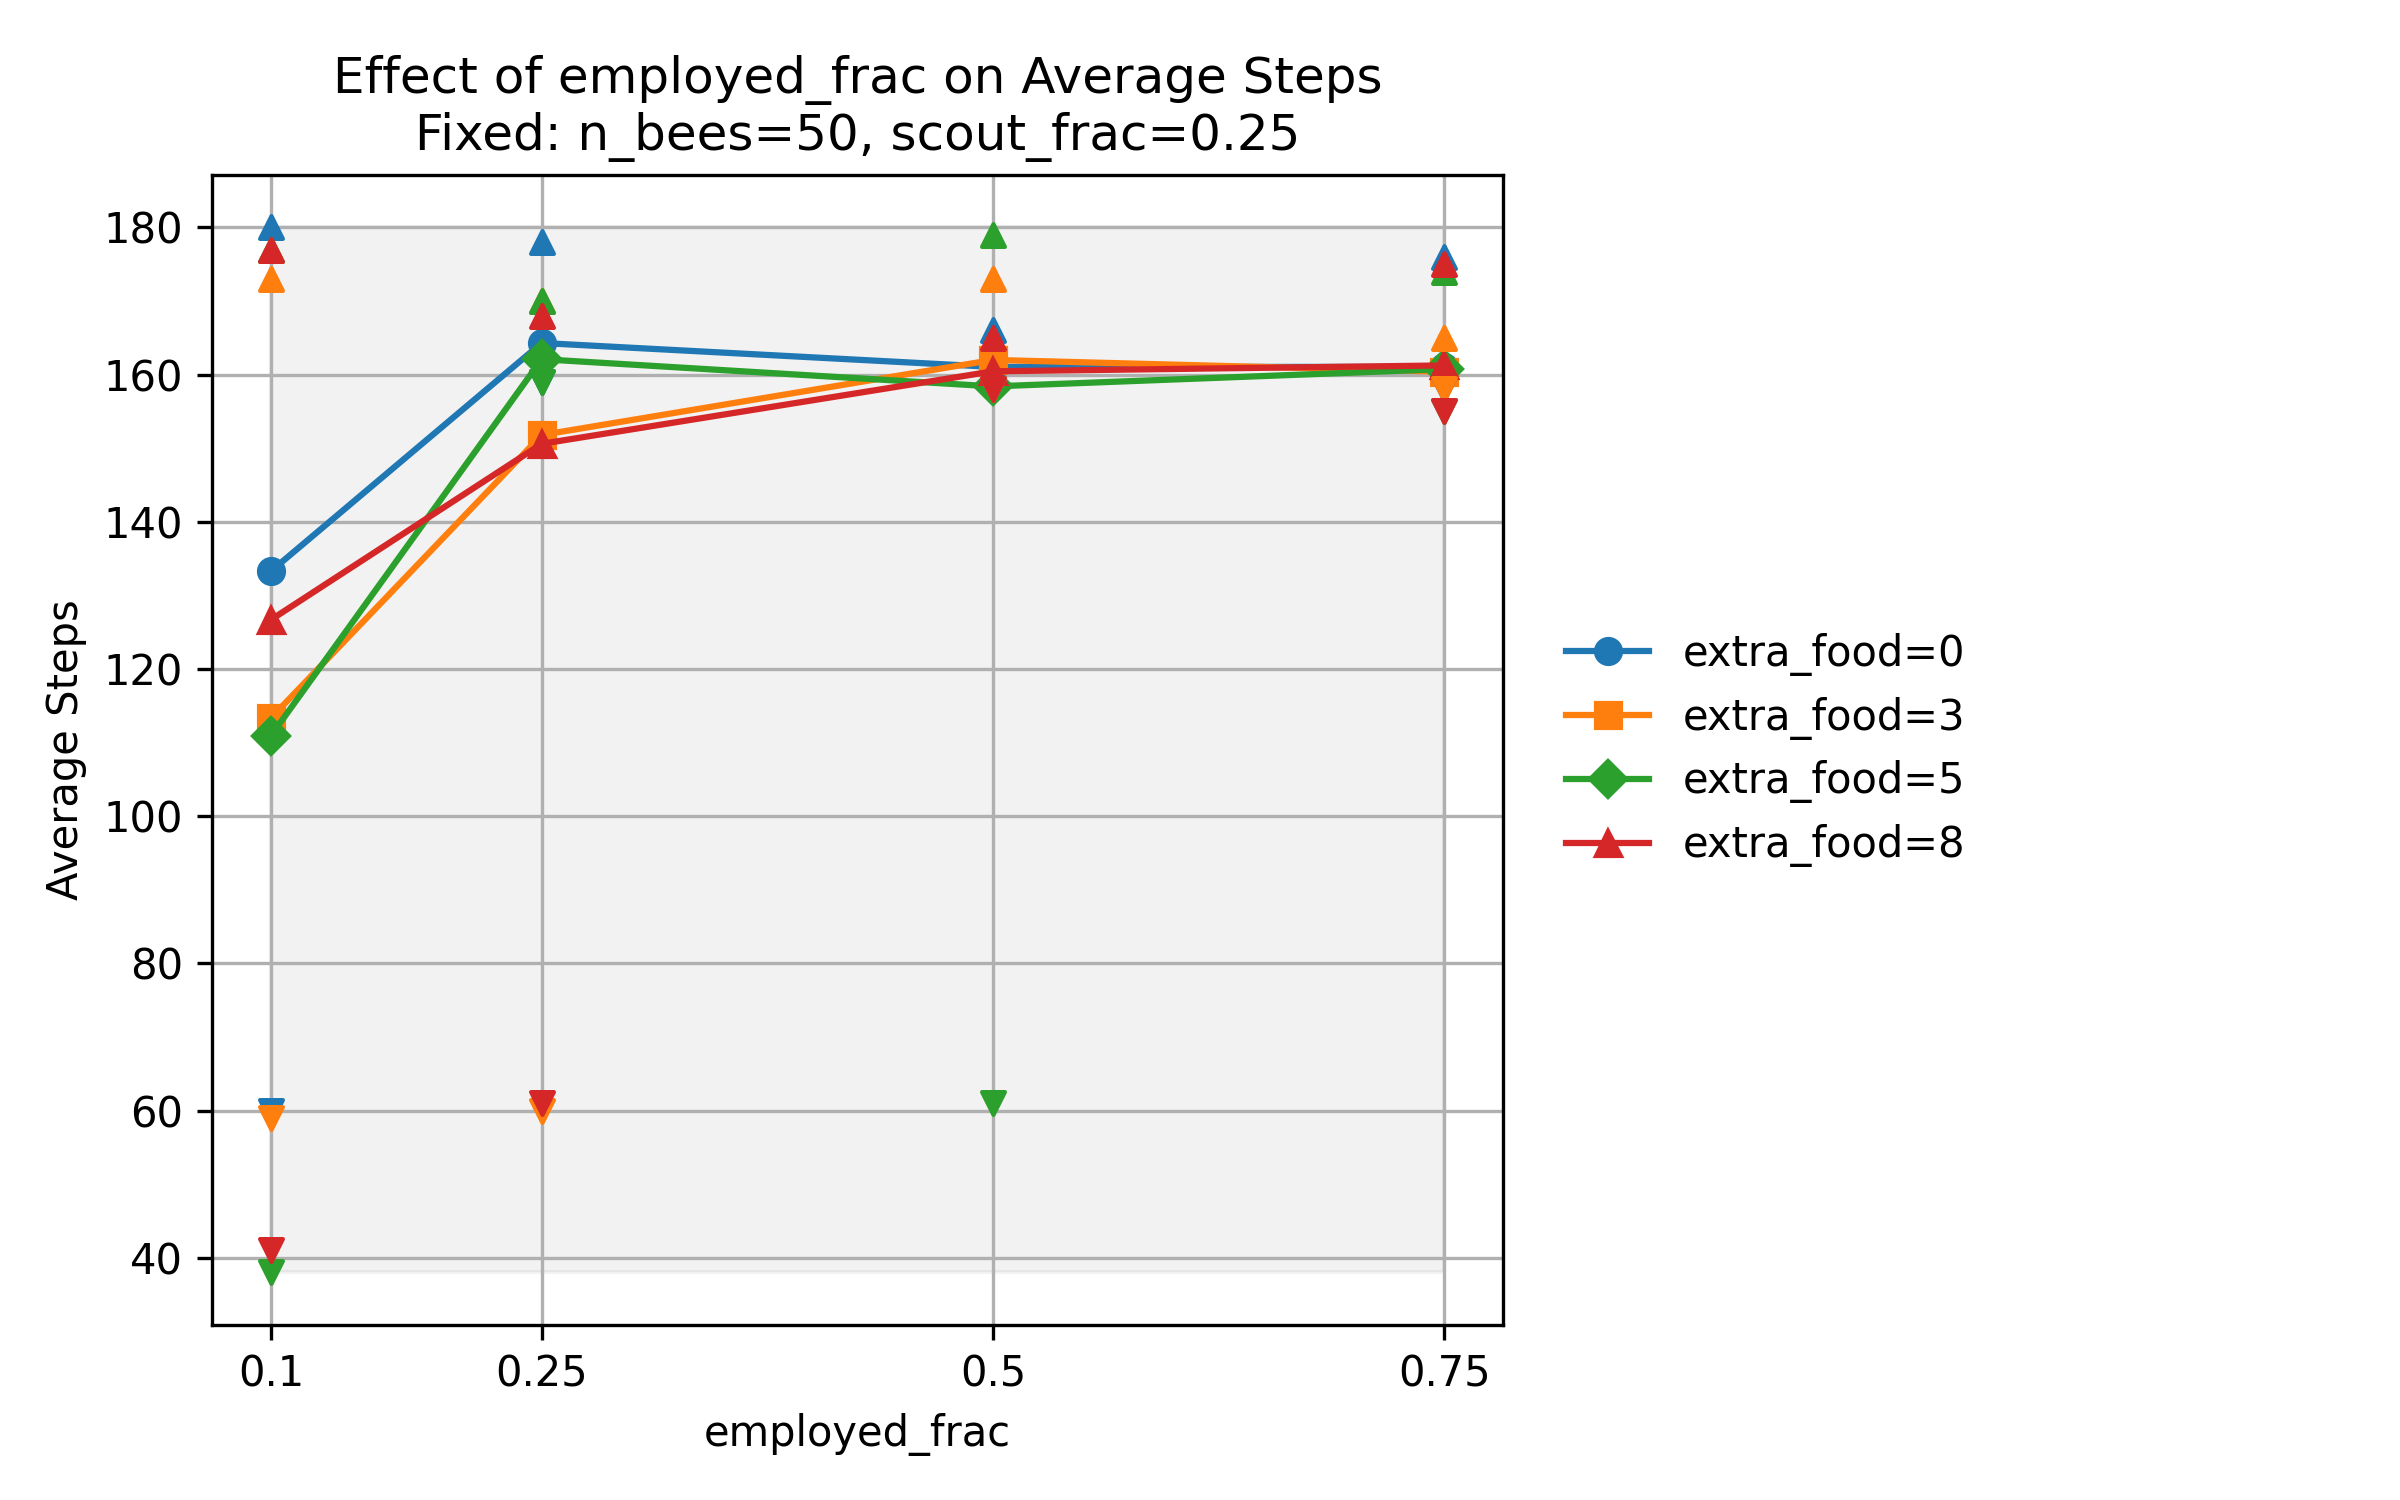 Effect of employed_frac on Average Steps
Fixed: n_bees=50, scout_frac=0.25
Average Steps
180
160
140
120
100
80
60
40
0.1 0.25 0.5 0.75
employed_frac
extra_food=0
extra_food=3
extra_food=5
extra_food=8